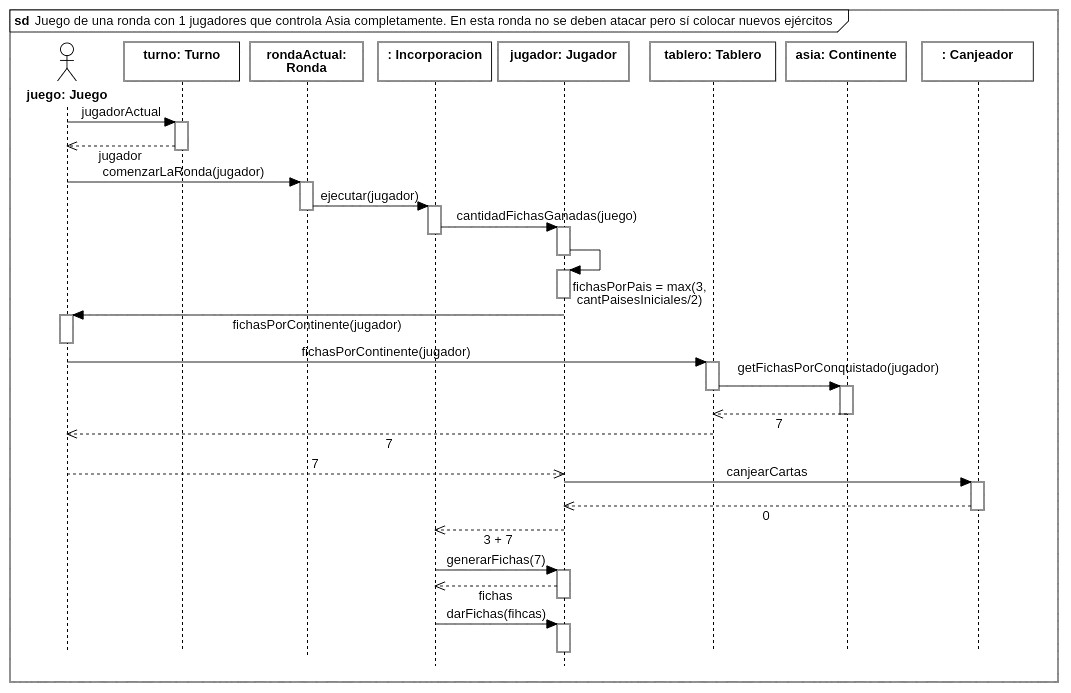 sd Juego de una ronda con 1 jugadores que controla Asia completamente. En esta ronda no se deben atacar pero sí colocar nuevos ejércitos
juego: Juego
turno: Turno
rondaActual:
Ronda
: Incorporacion
jugador: Jugador
tablero: Tablero
asia: Continente
: Canjeador
jugadorActual
jugador
comenzarLaRonda(jugador)
ejecutar(jugador)
cantidadFichasGanadas(juego)
fichasPorPais = max(3,
cantPaisesIniciales/2)
fichasPorContinente(jugador)
fichasPorContinente(jugador)
getFichasPorConquistado(jugador)
7
7
7
canjearCartas
0
3 + 7
generarFichas(7)
fichas
darFichas(fihcas)